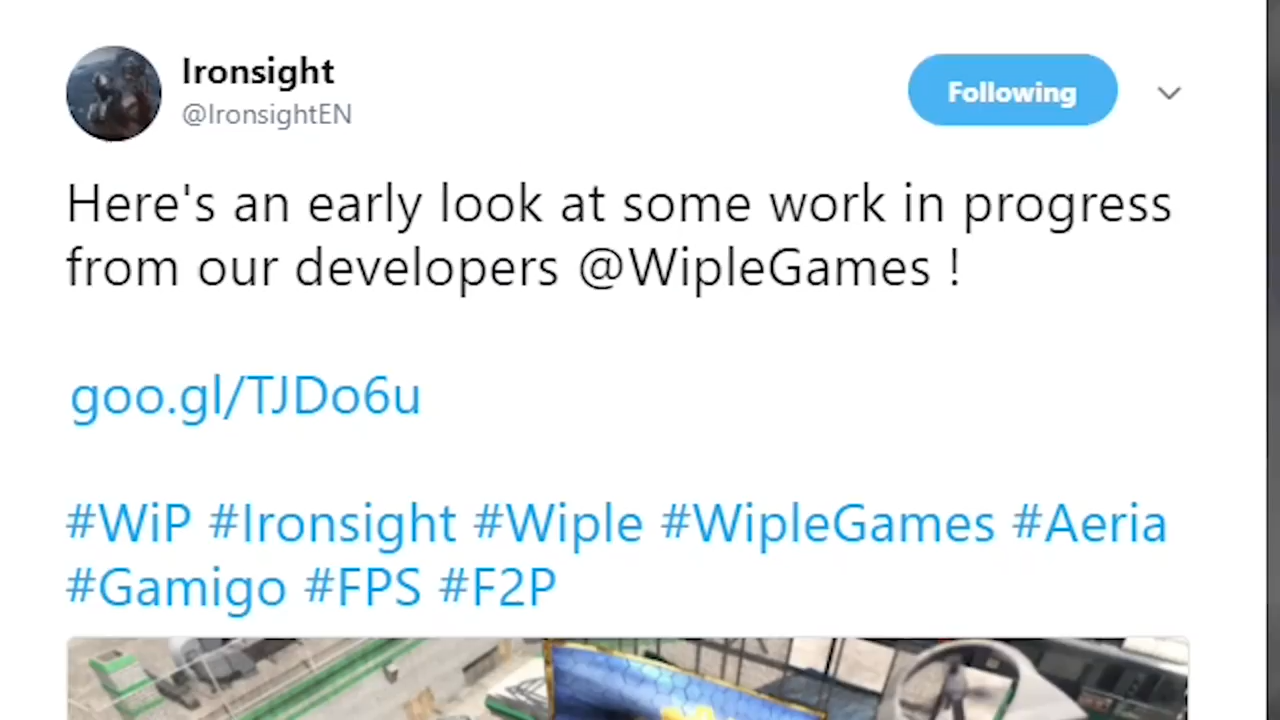 Ironsight
@IronsightEN
Following
Here's an early look at some work in progress
from our developers @WipleGames !
goo.gl/TJDo6u
#WiP #Ironsight #Wiple #WipleGames #Aeria
#Gamigo #FPS #F2P